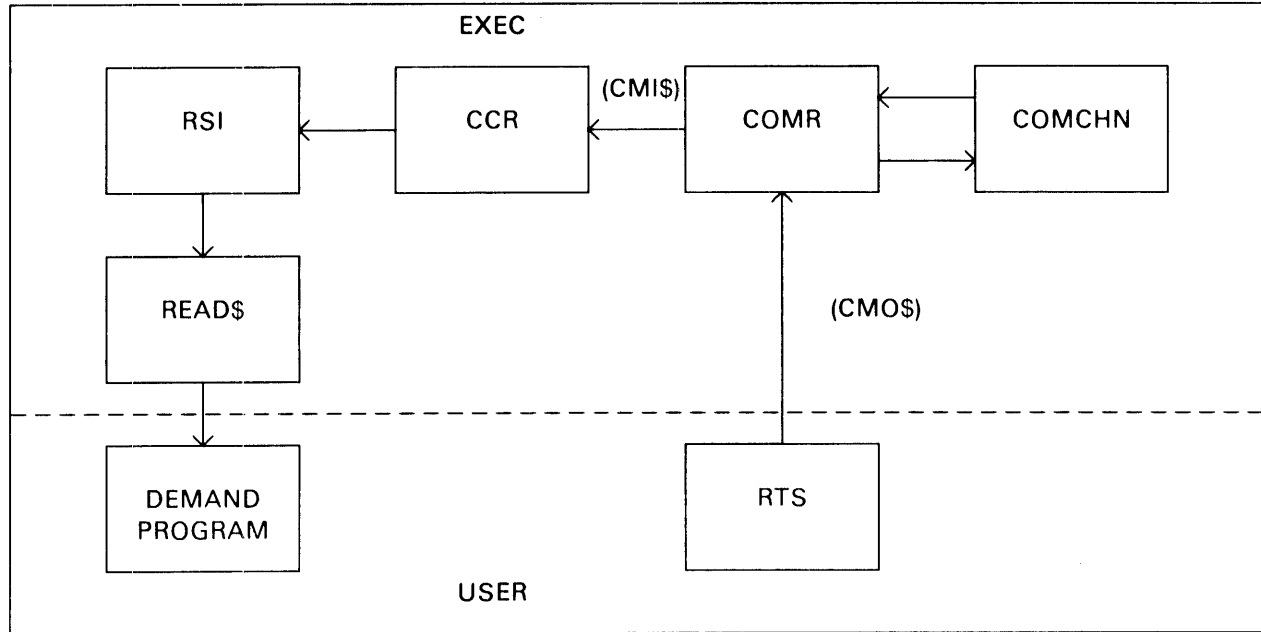 EXEC
(CMI$)
RSI
CCR
COMR
COMCHN
READ$
(CMO$)
DEMAND
PROGRAM
RTS
USER